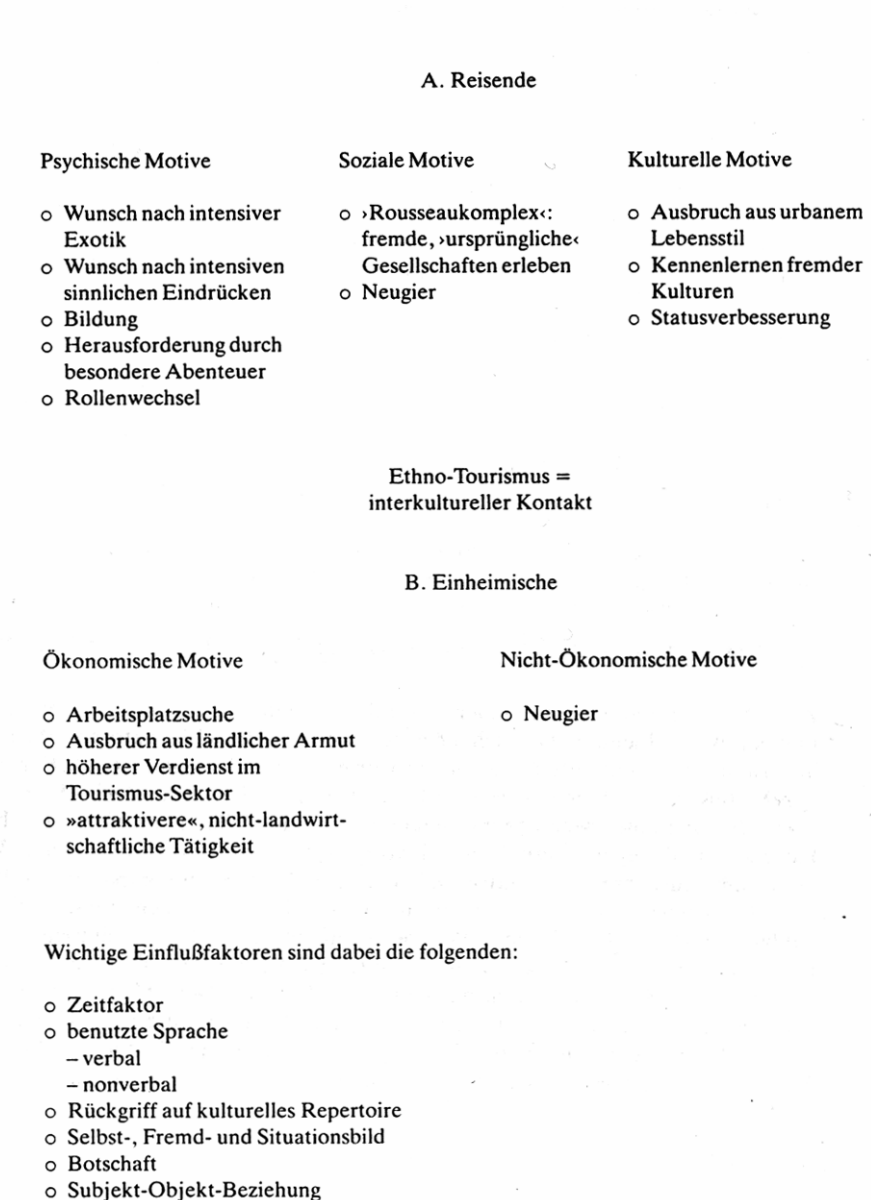 A. Reisende
Psychische Motive
o Wunsch nach intensiver
Exotik
o Wunsch nach intensiven
sinnlichen Eindrücken
o Bildung
o Herausforderung durch
besondere Abenteuer
o Rollenwechsel
Soziale Motive
o ›Rousseaukomplex‹:
fremde, ›ursprüngliche‹
Gesellschaften erleben
o Neugier
Kulturelle Motive
o Ausbruch aus urbanem
Lebensstil
o Kennenlernen fremder
Kulturen
o Statusverbesserung
Ethno-Tourismus =
interkultureller Kontakt
B. Einheimische
Ökonomische Motive
o Arbeitsplatzsuche
o Ausbruch aus ländlicher Armut
o höherer Verdienst im
Tourismus-Sektor
o »attraktivere«, nicht-landwirt-
schaftliche Tätigkeit
Nicht-Ökonomische Motive
o Neugier
Wichtige Einflußfaktoren sind dabei die folgenden:
o Zeitfaktor
o benutzte Sprache
– verbal
– nonverbal
o Rückgriff auf kulturelles Repertoire
o Selbst-, Fremd- und Situationsbild
o Botschaft
o Subjekt-Objekt-Beziehung